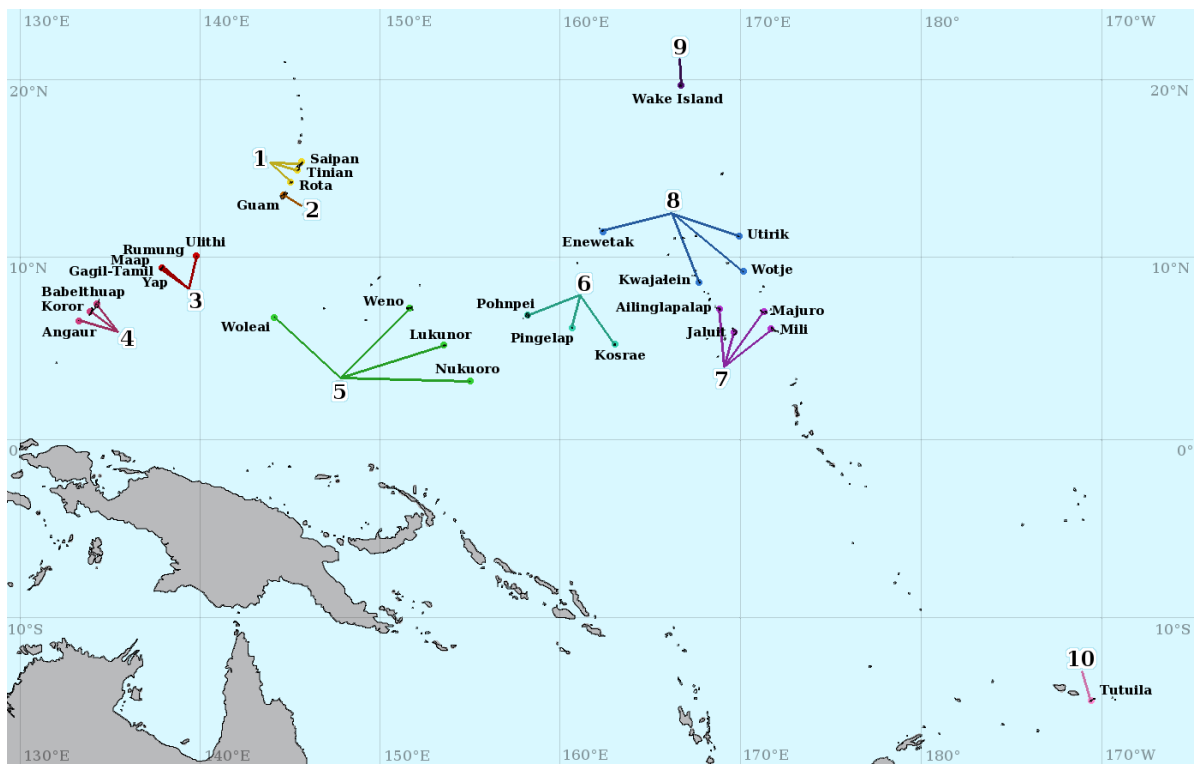 130°E 140°E 150°E 160°E 170°E 180° 170°W
9
20°N 20°N
Wake Island
1
Saipan
Tinian
Rota
Guam 2
8
Enewetak
Utirik
Ulithi
Rumung
Maap
Gagil-Tamil
Yap
Wotje
Kwajalein
3
6
Babelthuap
Koror
Angaur
4
10°N 10°N
Weno
Woleai
Lukunor
Nukuoro
5
Pohnpei
Pingelap
Kosrae
Ailinglapalap
Majuro
Jaluit
Mili
7
0 0°
10°S 10°S
10
Tutuila
130°E 140°E 150°E 160°E 170°E 180° 170°W